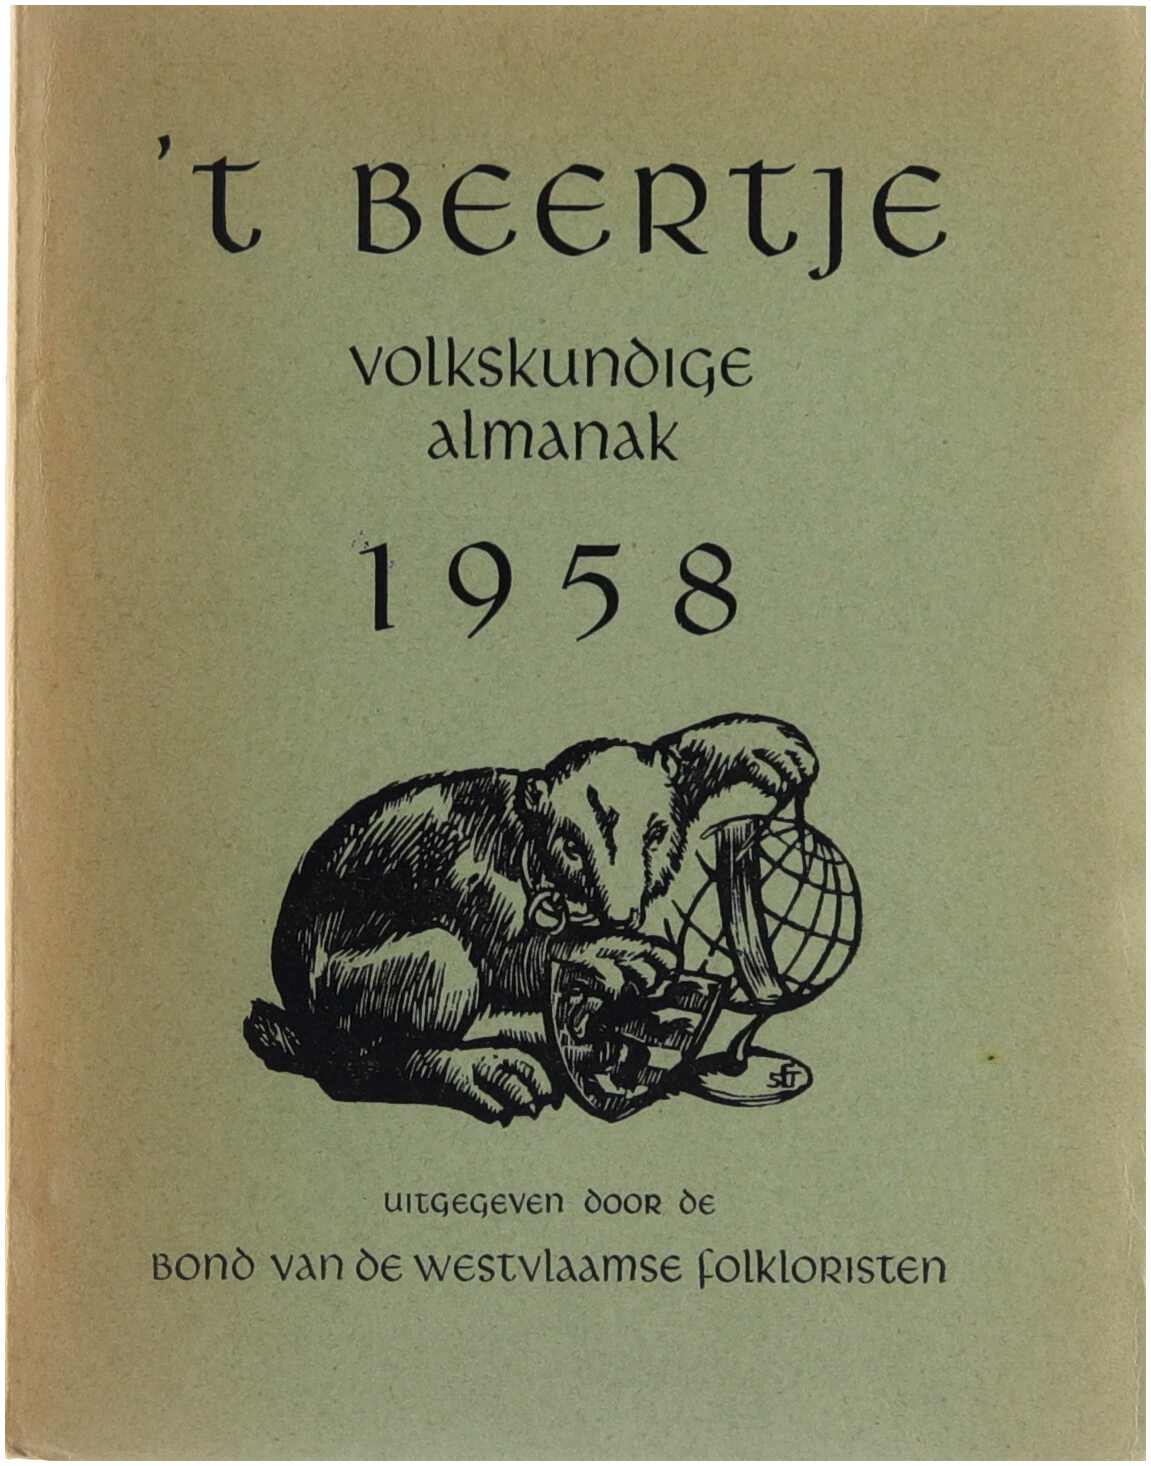 't BEERTJE
volkskundige
almanak
1958
uitgegeven door de
Bond van de Westvlaamse Folkloristen